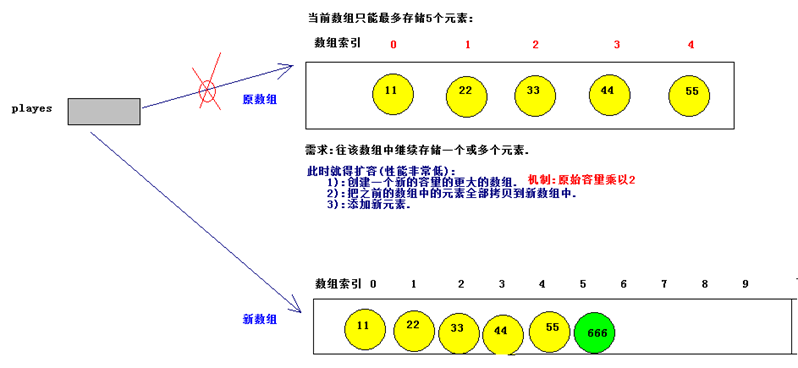 当前数组只能最多存储5个元素:
数组索引 0 1 2 3 4
11 22 33 44 55
playes
原数组
需求:往该数组中继续存储一个或多个元素.
此时就得扩容(性能非常低):
1):创建一个新的容里的更大的数组. 机制:原始容里乘以2
2):把之前的数组中的元素全部拷贝到新数组中.
3):添加新元素.
数组索引 0 1 2 3 4 5 6 7 8 9
新数组
11 22 33 44 55 666